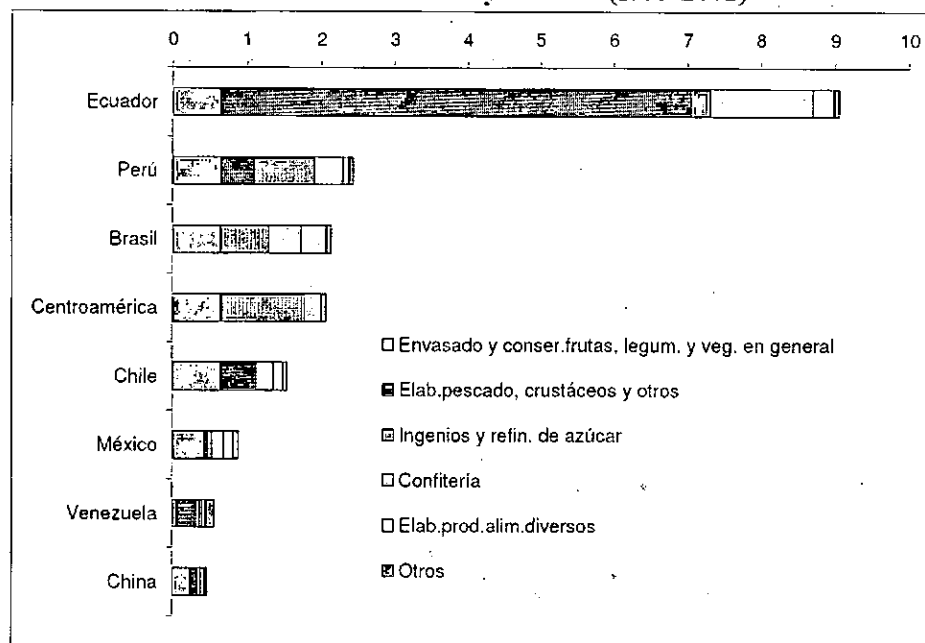 0 1 2 3 4 5 6 7 8 9 10
Ecuador
Perú
Brasil
Centroamérica
Chile
México
Venezuela
China
Envasado y conser.frutas, legum. y veg. en general
Elab.pescado, crustáceos y otros
Ingenios y refin. de azúcar
Confitería
Elab.prod.alim.diversos
Otros